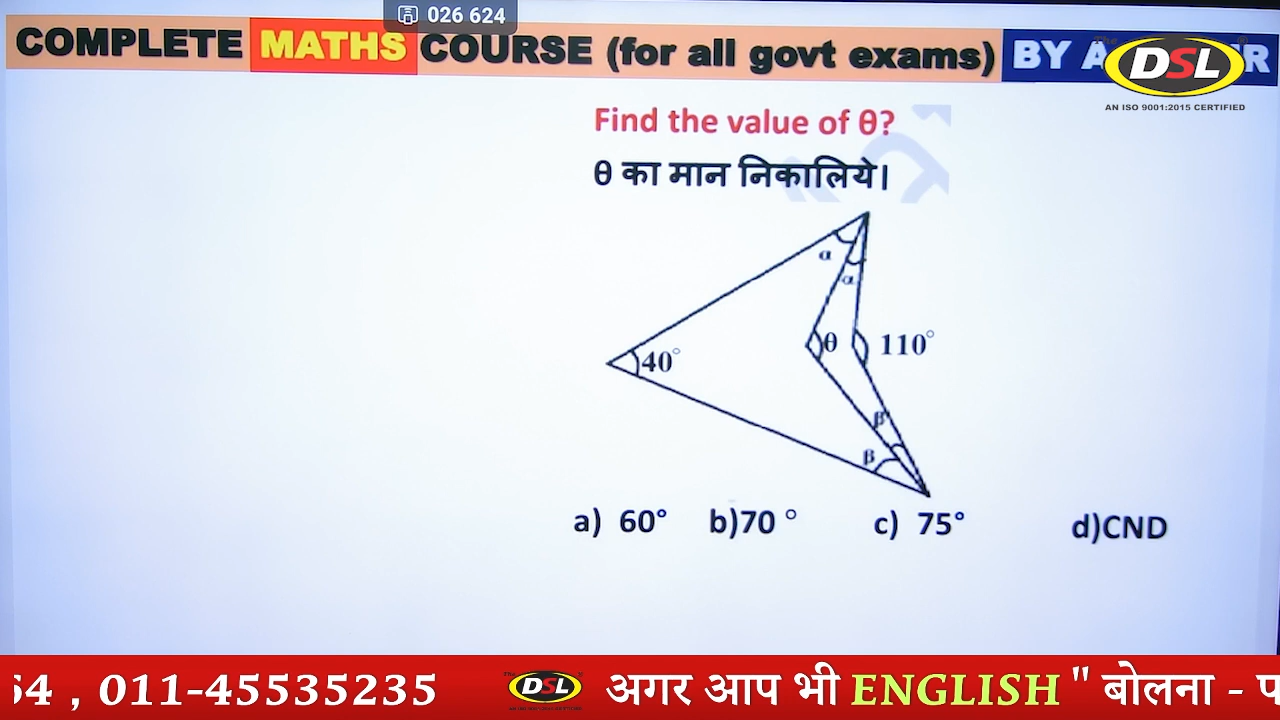 026 624
COMPLETE MATHS COURSE (for all govt exams) BY A R
DSL
AN ISO 9001:2015 CERTIFIED
Find the value of θ?
θ का मान निकालिये।
α
α
40°
θ
110°
β
β
a) 60° b)70 ° c) 75° d)CND
54 , 011-45535235 DSL अगर आप भी ENGLISH " बोलना - प